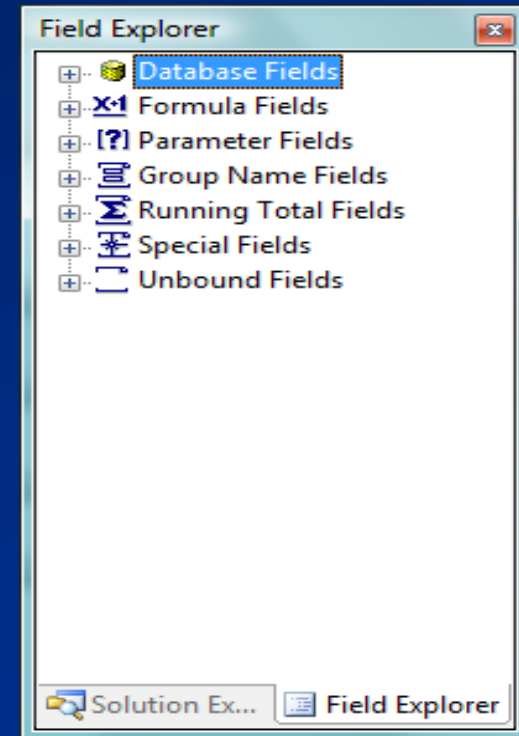 Field Explorer
Database Fields
X+1 Formula Fields
[?] Parameter Fields
Group Name Fields
Running Total Fields
Special Fields
Unbound Fields
Solution Ex... Field Explorer